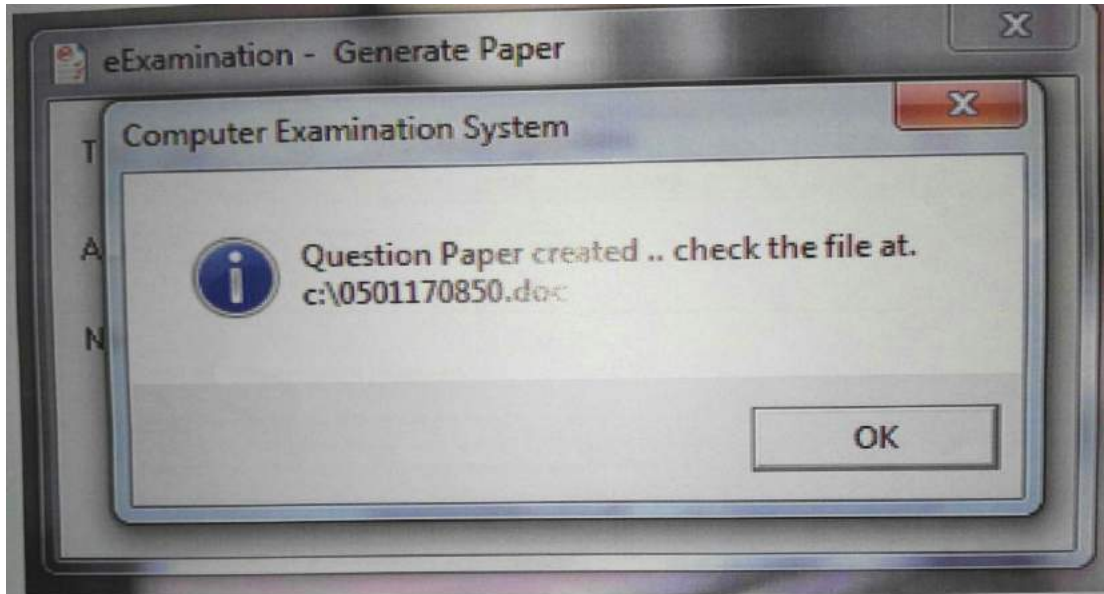 eExamination - Generate Paper
Computer Examination System
T
Question Paper created .. check the file at.
A
c:\0501170850.doc
N
OK